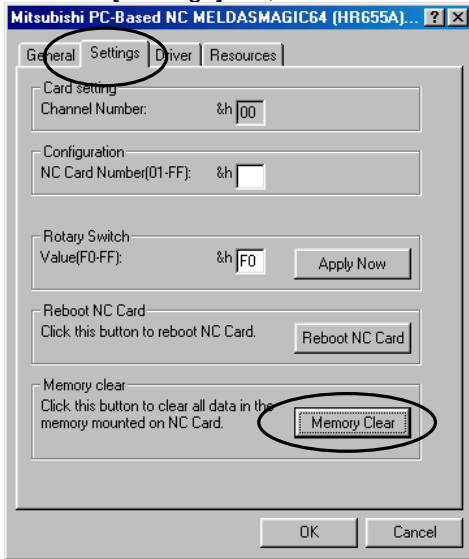 Mitsubishi PC-Based NC MELDASMAGIC64 (HR655A)... ? X
General Settings Driver Resources
Card setting
Channel Number: &h 00
Configuration
NC Card Number(01-FF): &h
Rotary Switch
Value(F0-FF): &h F0 Apply Now
Reboot NC Card
Click this button to reboot NC Card. Reboot NC Card
Memory clear
Click this button to clear all data in the
memory mounted on NC Card. Memory Clear
OK Cancel